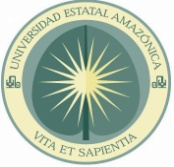 UNIVERSIDAD ESTATAL AMAZÓNICA
VITA ET SAPIENTIA